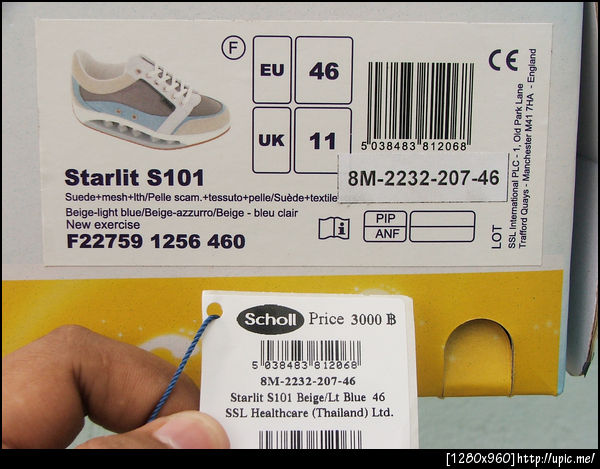 F
EU
46
UK
11
5 038483 812068
8M-2232-207-46
CE
SSL International PLC - 1, Old Park Lane
Trafford Quays - Manchester M41 7HA England
LOT
Starlit S101
Suede+mesh+lth/Pelle scam.+tessuto+pelle/Suède+textile
Beige-light blue/Beige-azzurro/Beige - bleu clair
New exercise
F22759 1256 460
i
PIP
ANF
Scholl Price 3000 ฿
5 038483 812068
8M-2232-207-46
Starlit S101 Beige/Lt Blue 46
SSL Healthcare (Thailand) Ltd.
[1280x960]http://upic.me/